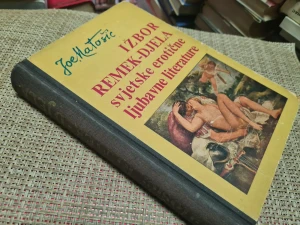 Joe Matošić
IZBOR
REMEK-DJELA
svjetske erotične
ljubavne literature